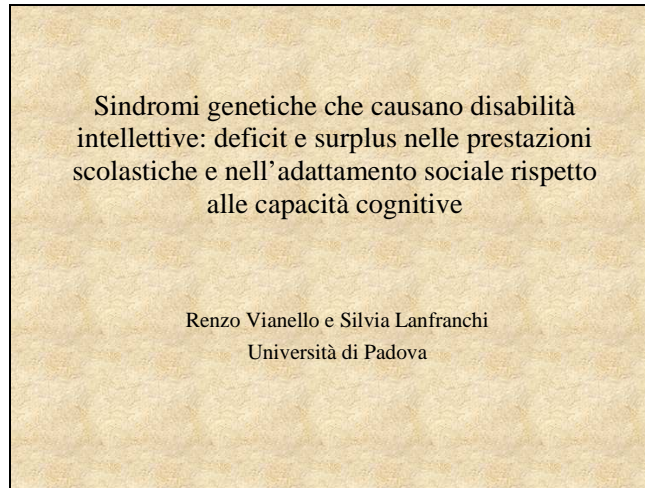 Sindromi genetiche che causano disabilità
intellettive: deficit e surplus nelle prestazioni
scolastiche e nell’adattamento sociale rispetto
alle capacità cognitive
Renzo Vianello e Silvia Lanfranchi
Università di Padova